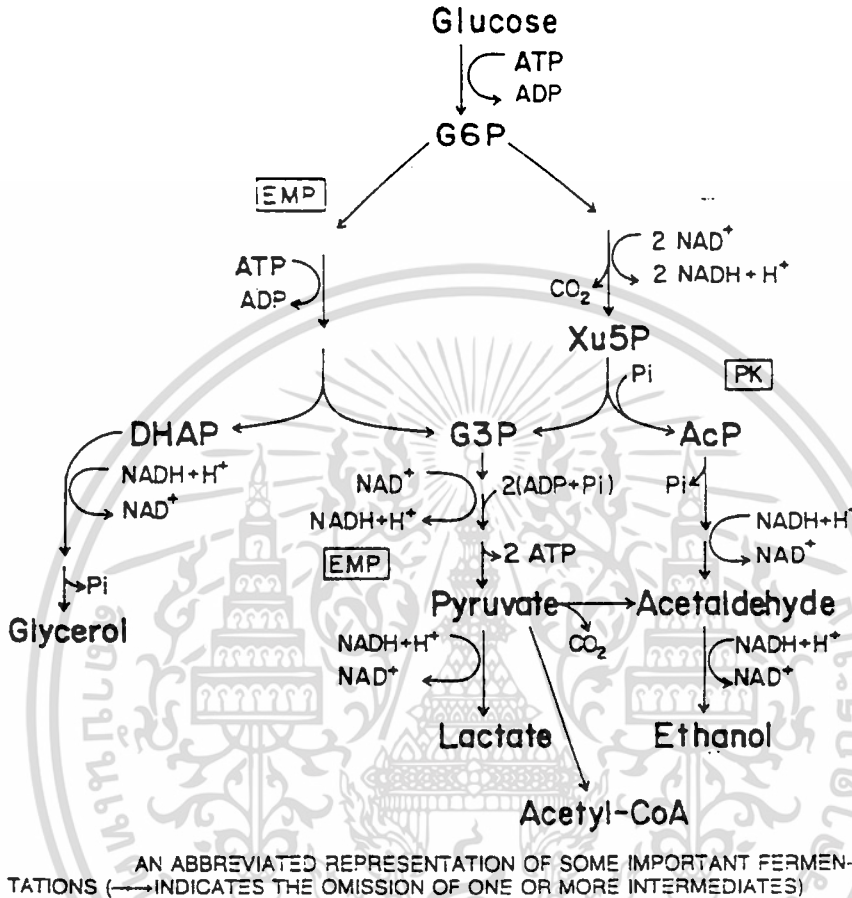 Glucose
ATP
ADP
G6P
EMP
ATP
ADP
2 NAD⁺
2 NADH + H⁺
CO₂
Xu5P
Pi
PK
DHAP
G3P
AcP
NADH+H⁺
NAD⁺
NAD⁺
NADH+H⁺
2(ADP+Pi)
Pi
NADH+H⁺
NAD⁺
EMP
2 ATP
Pi
Glycerol
Pyruvate
CO₂
Acetaldehyde
NADH+H⁺
NAD⁺
NADH+H⁺
NAD⁺
Lactate
Ethanol
Acetyl-CoA
AN ABBREVIATED REPRESENTATION OF SOME IMPORTANT FERMEN-
TATIONS (⟶INDICATES THE OMISSION OF ONE OR MORE INTERMEDIATES)